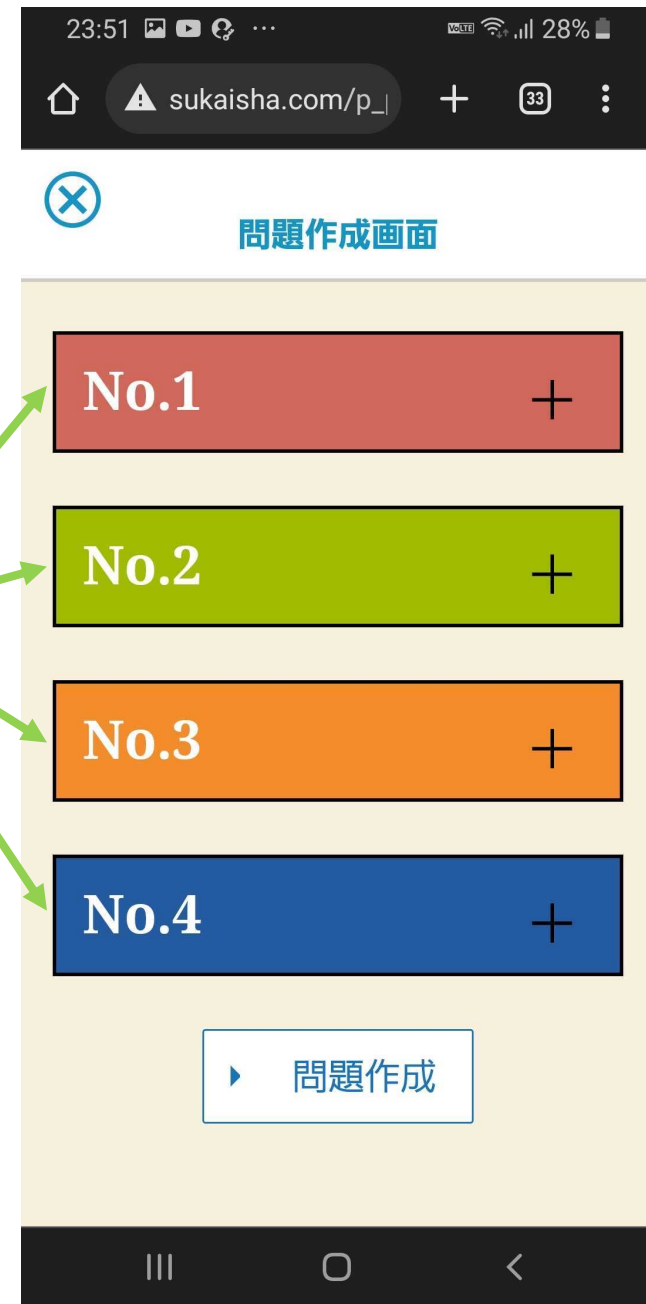 23:51 ... VoLTE 28%
sukaisha.com/p_
33
問題作成画面
No.1 +
No.2 +
No.3 +
No.4 +
問題作成